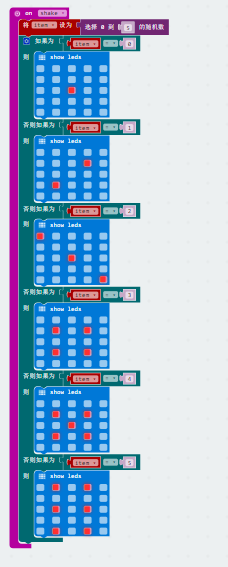 on shake
将 item 设为 选择 0 到 5 的随机数
如果为 item = 0
则 show leds
否则如果为 item = 1
则 show leds
否则如果为 item = 2
则 show leds
否则如果为 item = 3
则 show leds
否则如果为 item = 4
则 show leds
否则如果为 item = 5
则 show leds